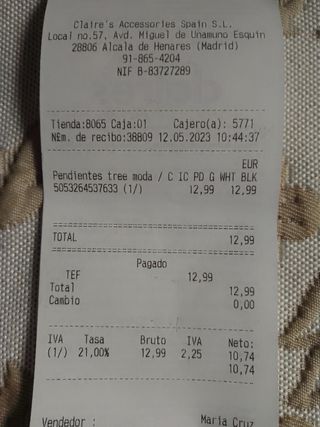 Claire's Accessories Spain S.L.
Local no.57, Avd. Miguel de Unamuno Esquin
28806 Alcala de Henares (Madrid)
91-865-4204
NIF B-83727289
Tienda:8065 Caja:01 Cajero(a): 5771
Núm. de recibo:38809 12.05.2023 10:44:37
EUR
Pendientes tree moda / C IC PD G WHT BLK
5053264537633 (1/) 12,99 12,99
TOTAL 12,99
Pagado
TEF 12,99
Total 12,99
Cambio 0,00
IVA Tasa Bruto IVA Neto:
(1/) 21,00% 12,99 2,25 10,74
10,74
Vendedor : Maria Cruz